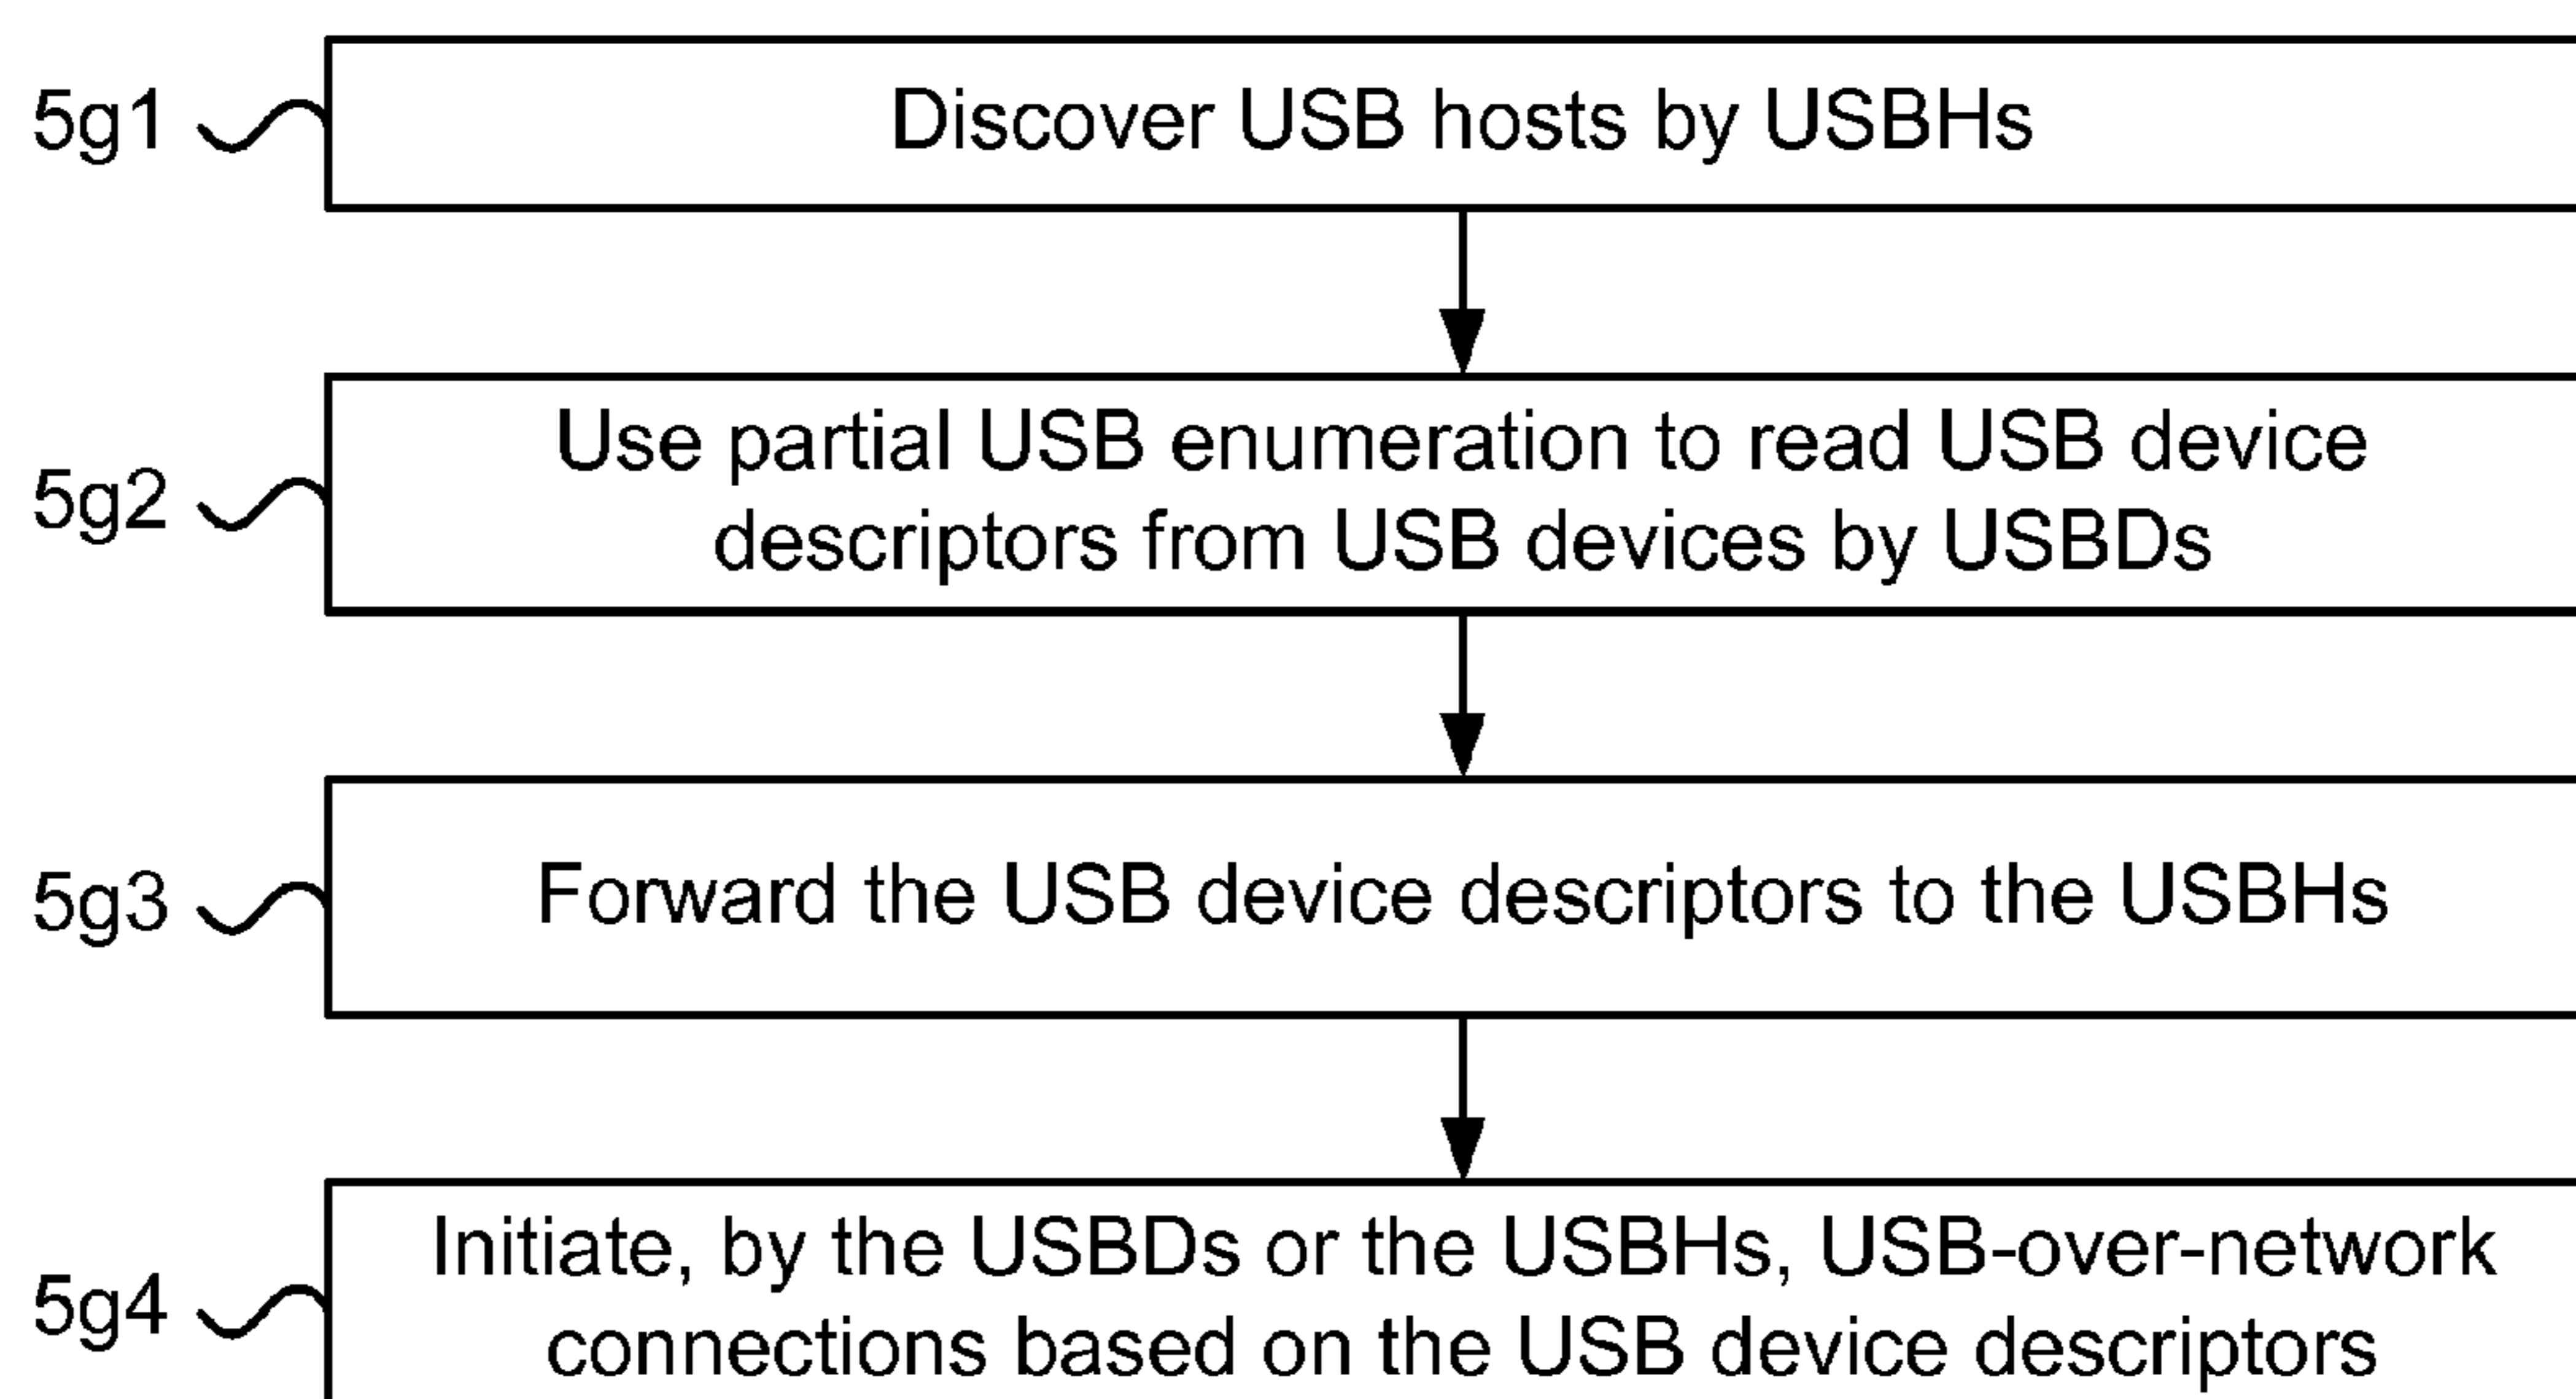 5g1
Discover USB hosts by USBHs
5g2
Use partial USB enumeration to read USB device
descriptors from USB devices by USBDs
5g3
Forward the USB device descriptors to the USBHs
5g4
Initiate, by the USBDs or the USBHs, USB-over-network
connections based on the USB device descriptors